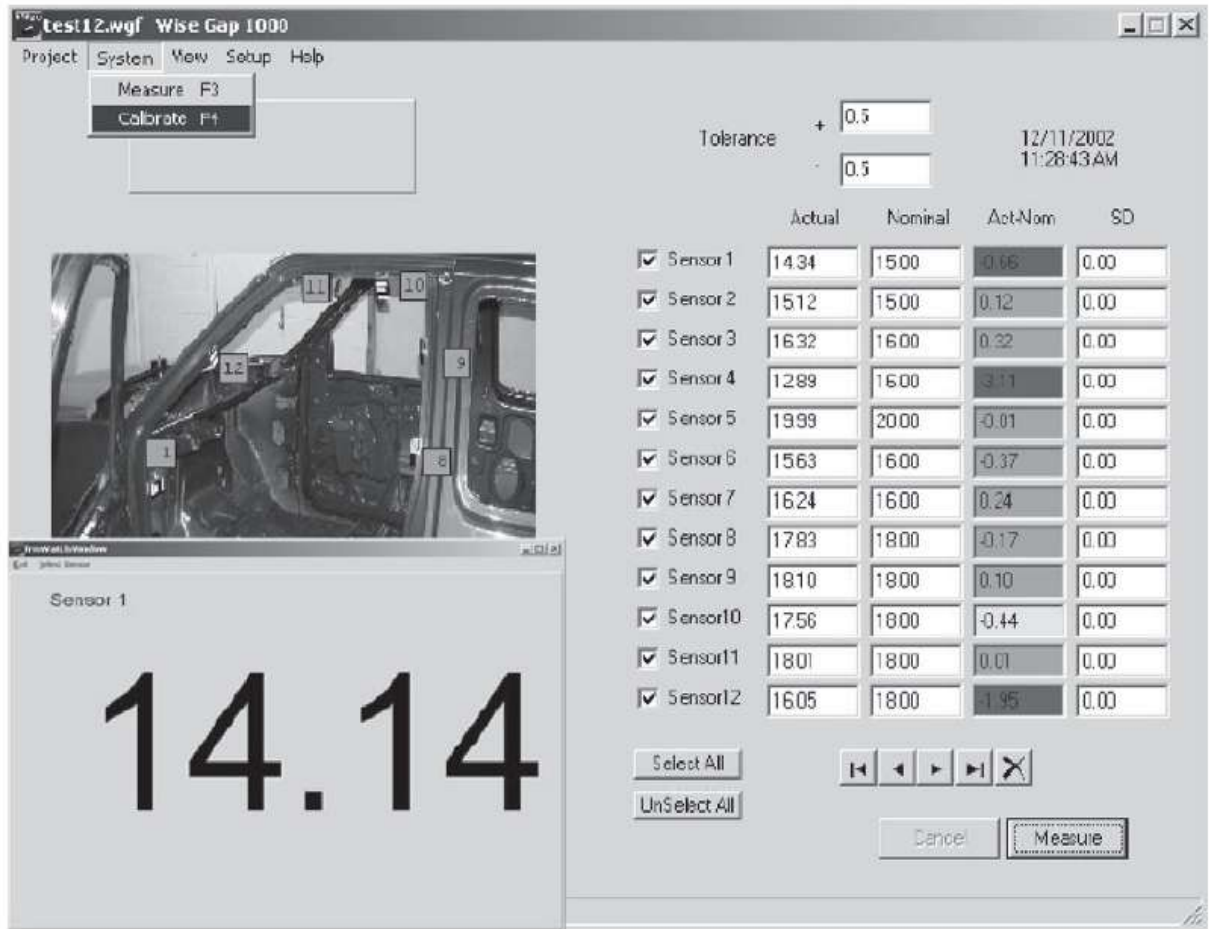 test12.wgf Wise Gap 1000
Project System View Setup Help
Measure F3
Calibrate F4
Tolerance + 0.5
- 0.5
12/11/2002
11:28:43 AM
Actual Nominal Act-Nom SD
Sensor 1 14.34 15.00 -0.66 0.00
Sensor 2 15.12 15.00 0.12 0.00
Sensor 3 16.32 16.00 0.32 0.00
Sensor 4 12.89 16.00 -3.11 0.00
Sensor 5 19.99 20.00 -0.01 0.00
Sensor 6 15.63 16.00 -0.37 0.00
Sensor 7 16.24 16.00 0.24 0.00
Sensor 8 17.83 18.00 -0.17 0.00
Sensor 9 18.10 18.00 0.10 0.00
Sensor10 17.56 18.00 -0.44 0.00
Sensor11 18.01 18.00 0.01 0.00
Sensor12 16.05 18.00 -1.95 0.00
11 10
12 9
1 8
Exit Select Sensor
Sensor 1
14.14
Select All
UnSelect All
Cancel Measure